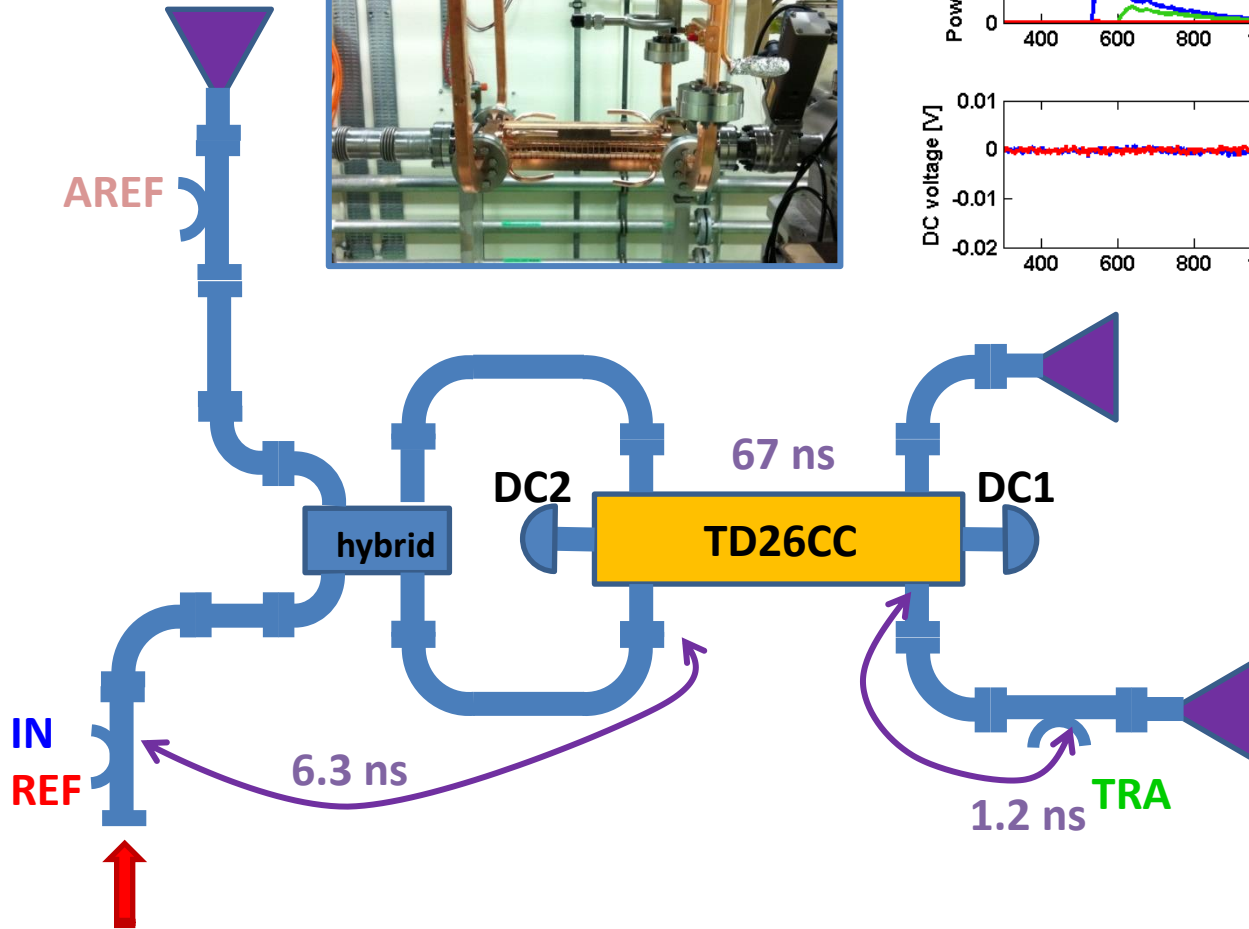 0
400 600 800
0.01
0
-0.01
-0.02
DC voltage [V]
400 600 800
AREF
67 ns
DC2
DC1
hybrid
TD26CC
IN
REF
6.3 ns
1.2 ns
TRA